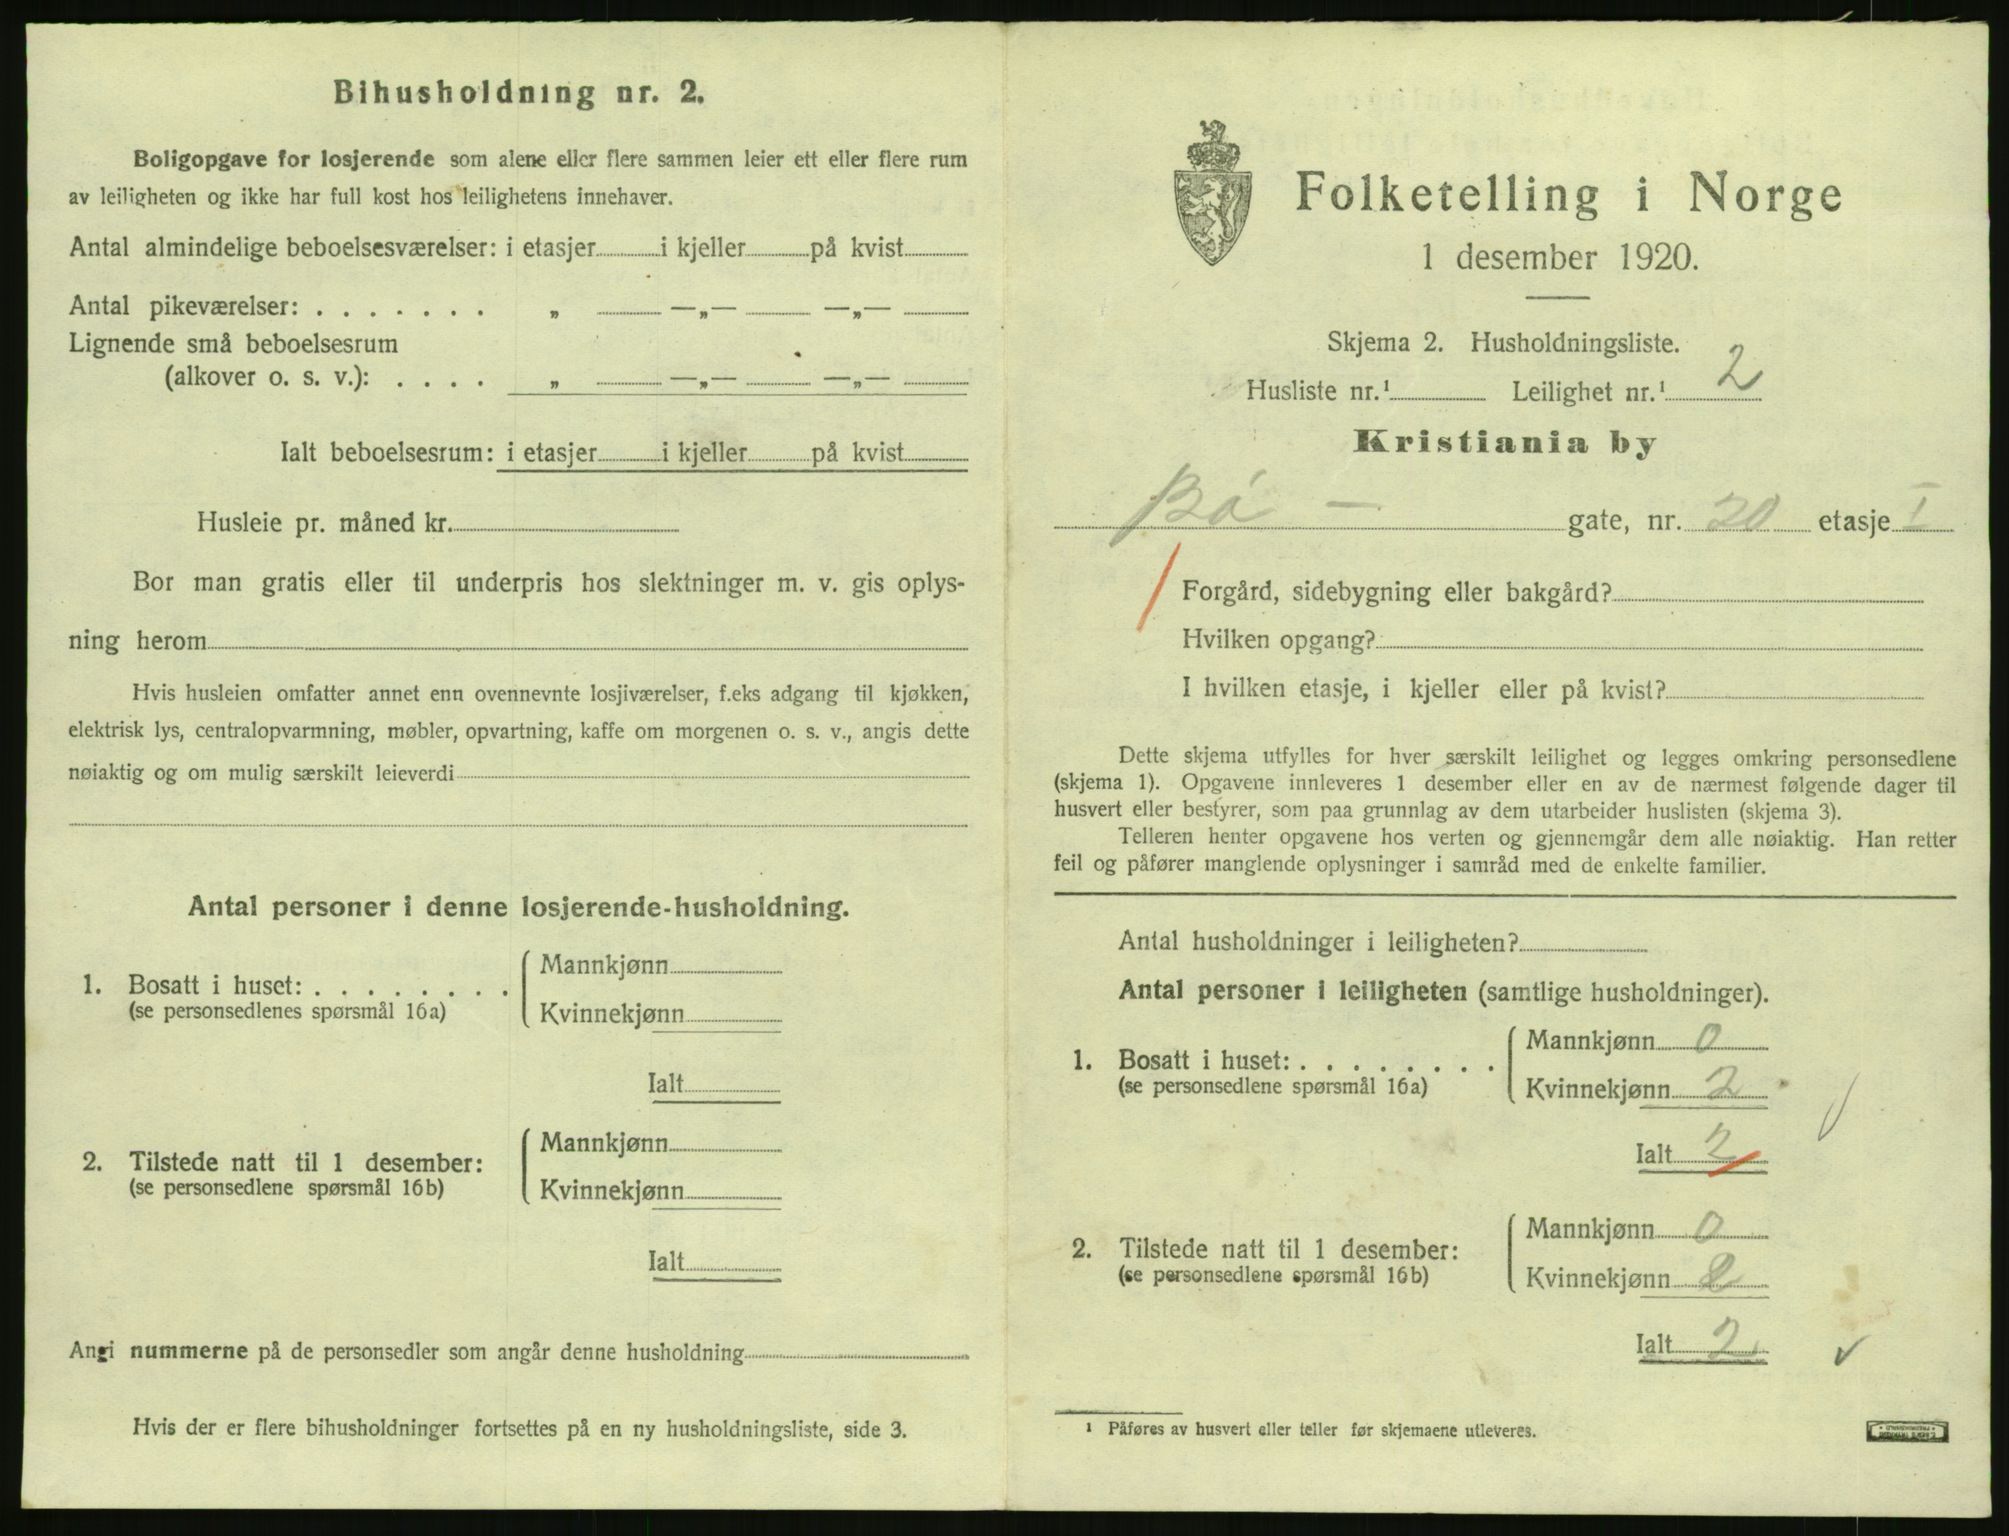 Bihusholdning nr. 2.
Boligopgave for losjerende som alene eller flere sammen leier ett eller flere rum
av leiligheten og ikke har full kost hos leilighetens innehaver.
Antal almindelige beboelsesværelser: i etasjer i kjeller på kvist
Antal pikeværelser: . . . . . . . „ —„— —„—
Lignende små beboelsesrum
(alkover o. s. v.): . . . . „ —„— —„—
Ialt beboelsesrum: i etasjer i kjeller på kvist
Husleie pr. måned kr.
Bor man gratis eller til underpris hos slektninger m. v. gis oplys-
ning herom
Hvis husleien omfatter annet enn ovennevnte losjiværelser, f.eks adgang til kjøkken,
elektrisk lys, centralopvarmning, møbler, opvartning, kaffe om morgenen o. s. v., angis dette
nøiaktig og om mulig særskilt leieverdi
Antal personer i denne losjerende-husholdning.
1. Bosatt i huset: . . . . . . . .
(se personsedlenes spørsmål 16a)
Mannkjønn
Kvinnekjønn
Ialt
2. Tilstede natt til 1 desember:
(se personsedlene spørsmål 16b)
Mannkjønn
Kvinnekjønn
Ialt
Angi nummerne på de personsedler som angår denne husholdning
Hvis der er flere bihusholdninger fortsettes på en ny husholdningsliste, side 3.
Folketelling i Norge
1 desember 1920.
Skjema 2. Husholdningsliste.
Husliste nr.¹ Leilighet nr.¹ 2
Kristiania by
Bö — gate, nr. 20 etasje I
Forgård, sidebygning eller bakgård?
Hvilken opgang?
I hvilken etasje, i kjeller eller på kvist?
Dette skjema utfylles for hver særskilt leilighet og legges omkring personsedlene
(skjema 1). Opgavene innleveres 1 desember eller en av de nærmest følgende dager til
husvert eller bestyrer, som paa grunnlag av dem utarbeider huslisten (skjema 3).
Telleren henter opgavene hos verten og gjennemgår dem alle nøiaktig. Han retter
feil og påfører manglende oplysninger i samråd med de enkelte familier.
Antal husholdninger i leiligheten?
Antal personer i leiligheten (samtlige husholdninger).
1. Bosatt i huset: . . . . . . . .
(se personsedlene spørsmål 16a)
Mannkjønn 0
Kvinnekjønn 2
Ialt 2
2. Tilstede natt til 1 desember:
(se personsedlene spørsmål 16b)
Mannkjønn 0
Kvinnekjønn 2
Ialt 2
¹ Påføres av husvert eller teller før skjemaene utleveres.